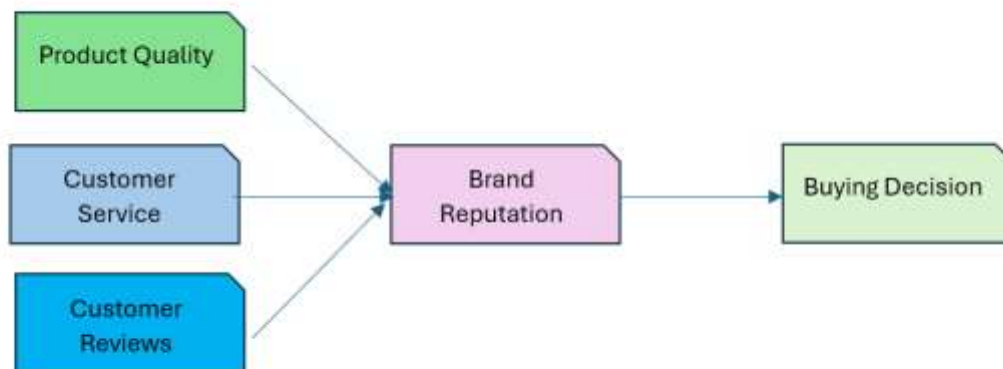 Product Quality
Customer
Service
Customer
Reviews
Brand
Reputation
Buying Decision